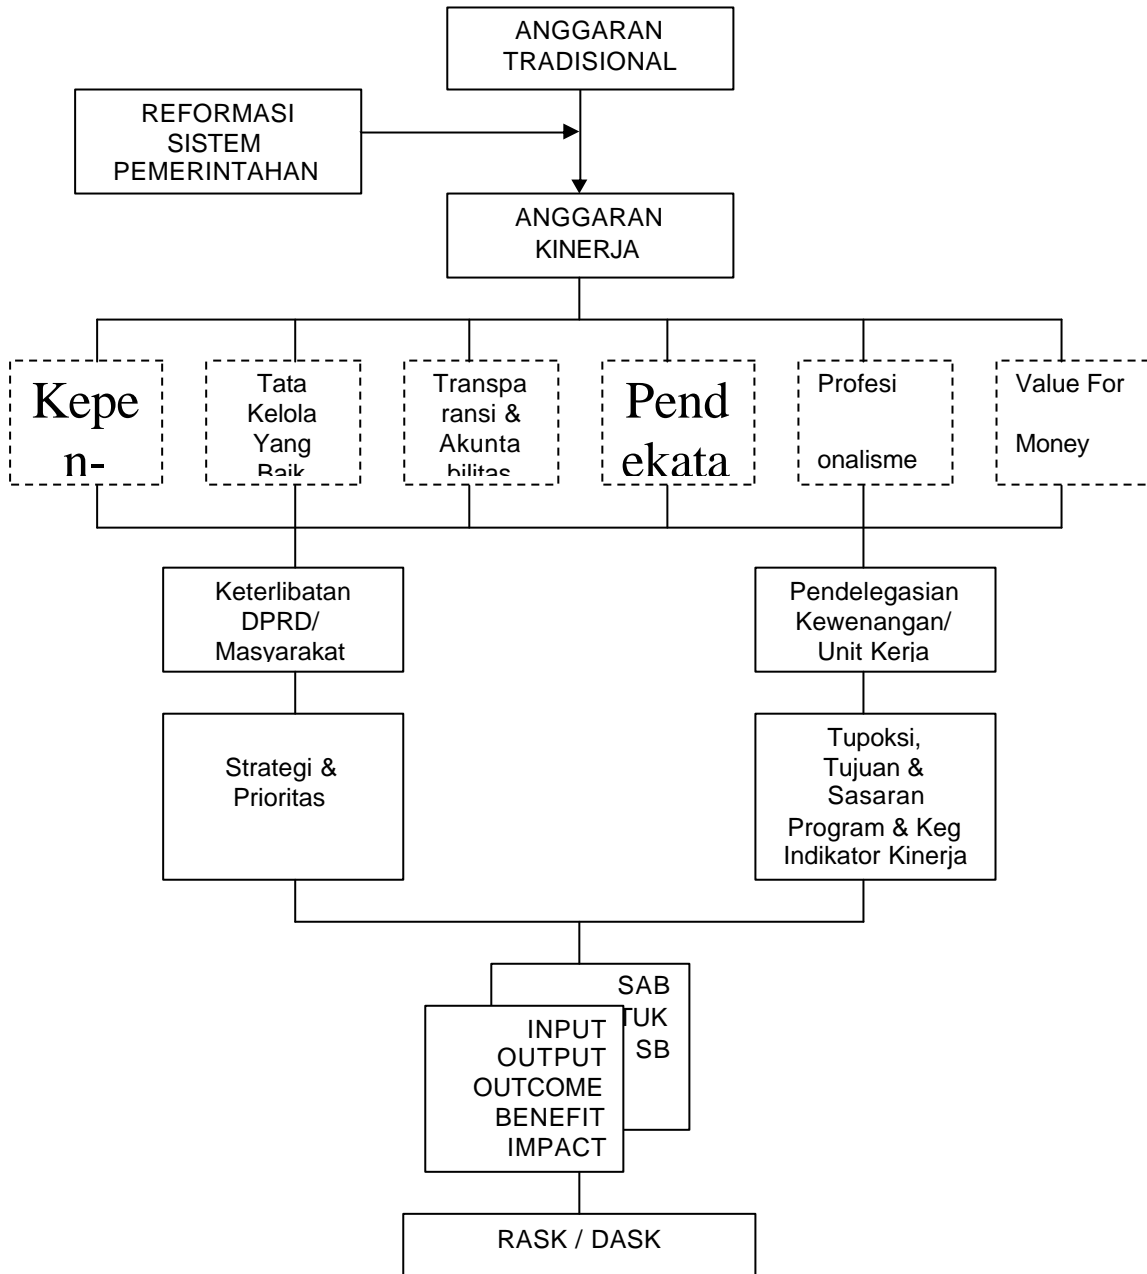 ANGGARAN
TRADISIONAL
REFORMASI
SISTEM
PEMERINTAHAN
ANGGARAN
KINERJA
Kepe
n-
Tata
Kelola
Yang
Baik
Transpa
ransi &
Akunta
bilitas
Pend
ekata
Profesi
onalisme
Value For
Money
Keterlibatan
DPRD/
Masyarakat
Pendelegasian
Kewenangan/
Unit Kerja
Strategi &
Prioritas
Tupoksi,
Tujuan &
Sasaran
Program & Keg
Indikator Kinerja
SAB
TUK
SB
INPUT
OUTPUT
OUTCOME
BENEFIT
IMPACT
RASK / DASK